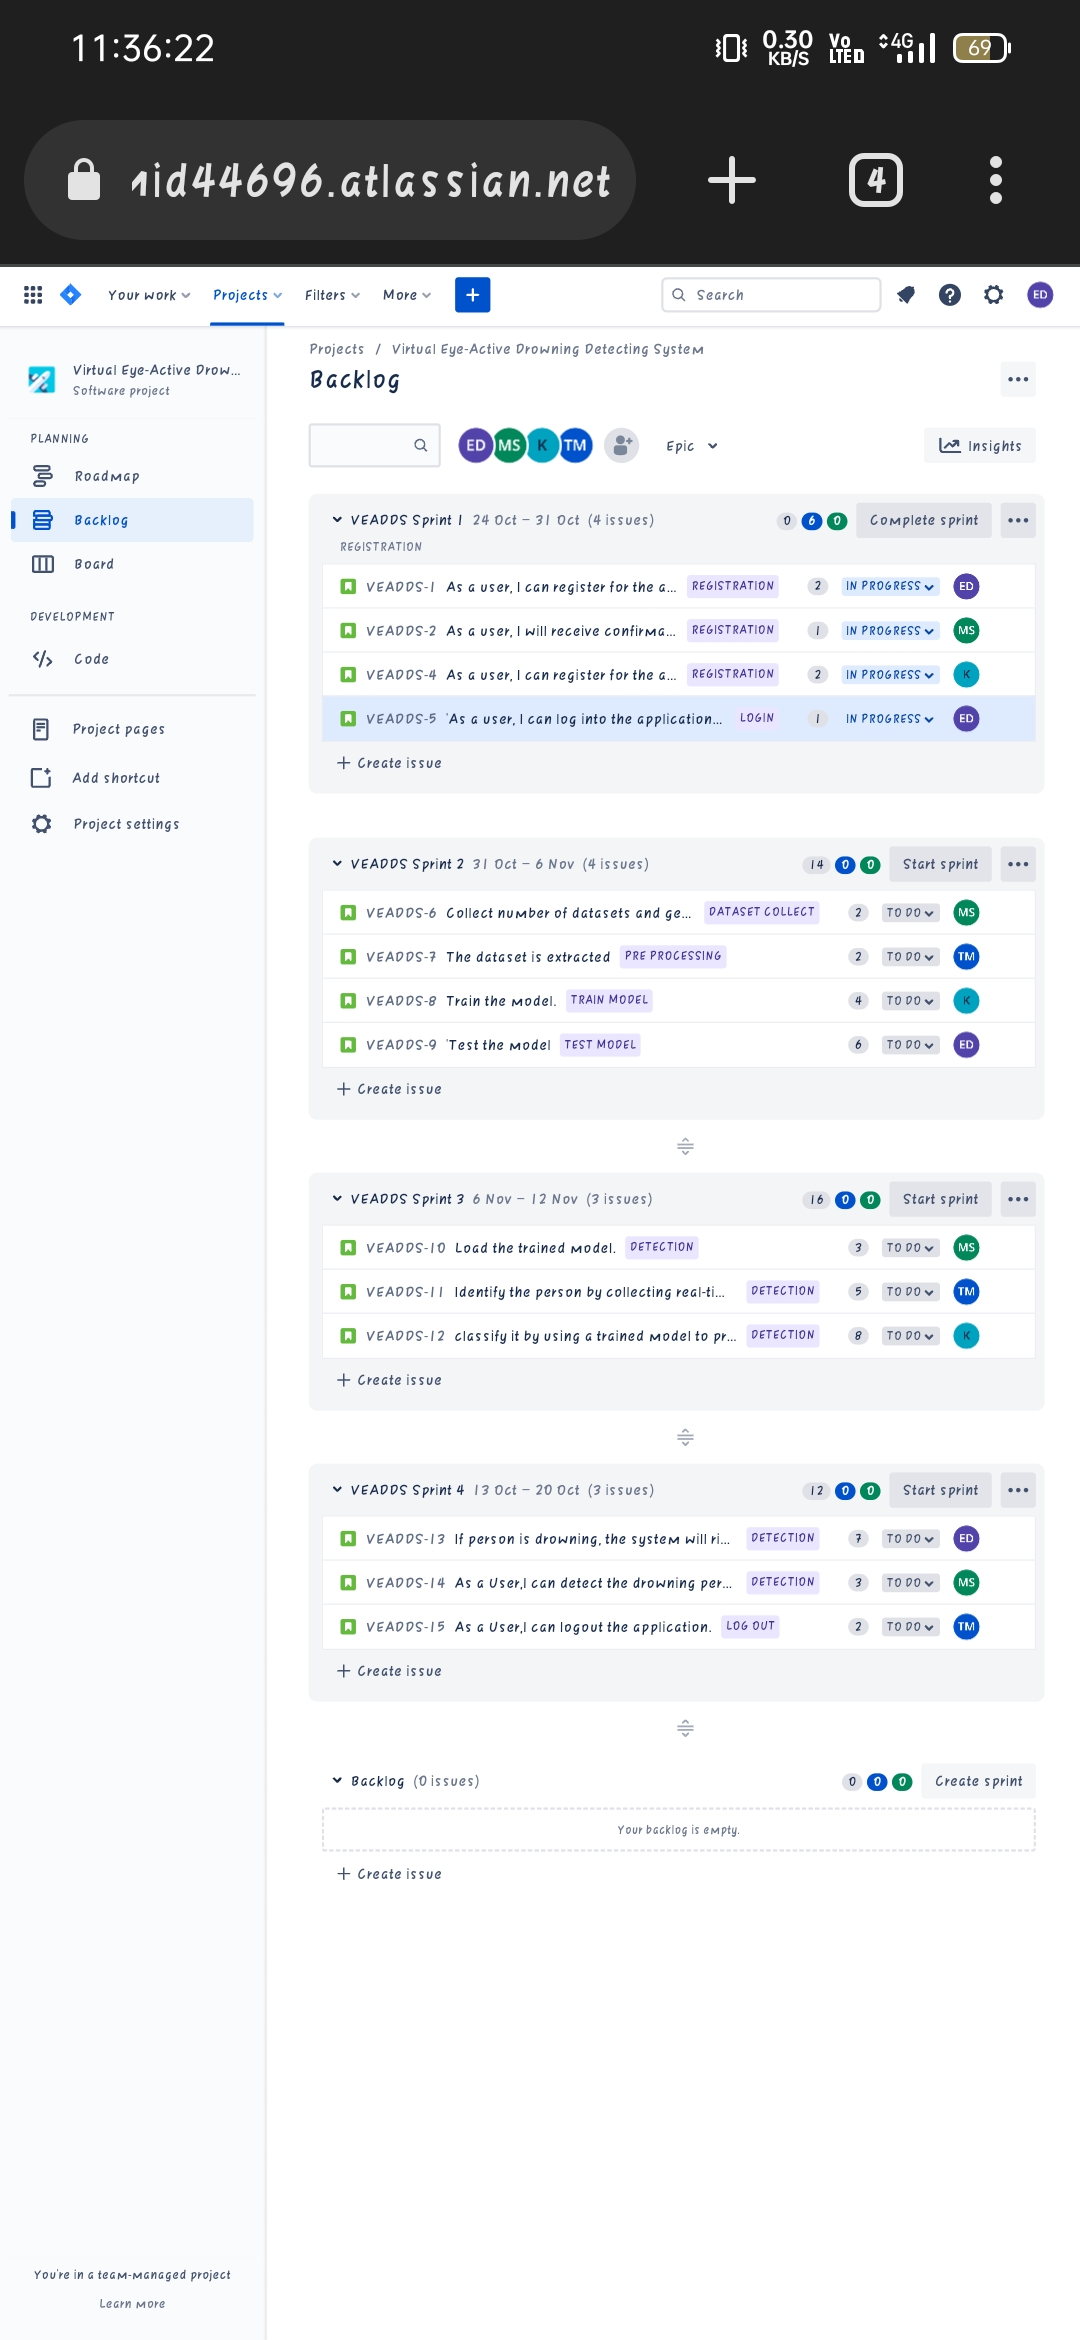 11:36:22
0.30 KB/S
Vo LTE
4G
69
nid44696.atlassian.net
4
Your work
Projects
Filters
More
Search
ED
Projects / Virtual Eye-Active Drowning Detecting System
Virtual Eye-Active Drow...
Software project
Backlog
PLANNING
Roadmap
Backlog
Board
DEVELOPMENT
Code
Project pages
Add shortcut
Project settings
ED MS K TM
Epic
Insights
VEADDS Sprint 1 24 Oct – 31 Oct (4 issues) 0 6 0 Complete sprint
REGISTRATION
VEADDS-1 As a user, I can register for the a... REGISTRATION 2 IN PROGRESS ED
VEADDS-2 As a user, I will receive confirma... REGISTRATION 1 IN PROGRESS MS
VEADDS-4 As a user, I can register for the a... REGISTRATION 2 IN PROGRESS K
VEADDS-5 'As a user, I can log into the application... LOGIN 1 IN PROGRESS ED
+ Create issue
VEADDS Sprint 2 31 Oct – 6 Nov (4 issues) 14 0 0 Start sprint
VEADDS-6 Collect number of datasets and ge... DATASET COLLECT 2 TO DO MS
VEADDS-7 The dataset is extracted PRE PROCESSING 2 TO DO TM
VEADDS-8 Train the model. TRAIN MODEL 4 TO DO K
VEADDS-9 'Test the model TEST MODEL 6 TO DO ED
+ Create issue
VEADDS Sprint 3 6 Nov – 12 Nov (3 issues) 16 0 0 Start sprint
VEADDS-10 Load the trained model. DETECTION 3 TO DO MS
VEADDS-11 Identify the person by collecting real-ti... DETECTION 5 TO DO TM
VEADDS-12 classify it by using a trained model to pr... DETECTION 8 TO DO K
+ Create issue
VEADDS Sprint 4 13 Oct – 20 Oct (3 issues) 12 0 0 Start sprint
VEADDS-13 If person is drowning, the system will ri... DETECTION 7 TO DO ED
VEADDS-14 As a User,I can detect the drowning per... DETECTION 3 TO DO MS
VEADDS-15 As a User,I can logout the application. LOG OUT 2 TO DO TM
+ Create issue
Backlog (0 issues) 0 0 0 Create sprint
Your backlog is empty.
+ Create issue
You're in a team-managed project
Learn more